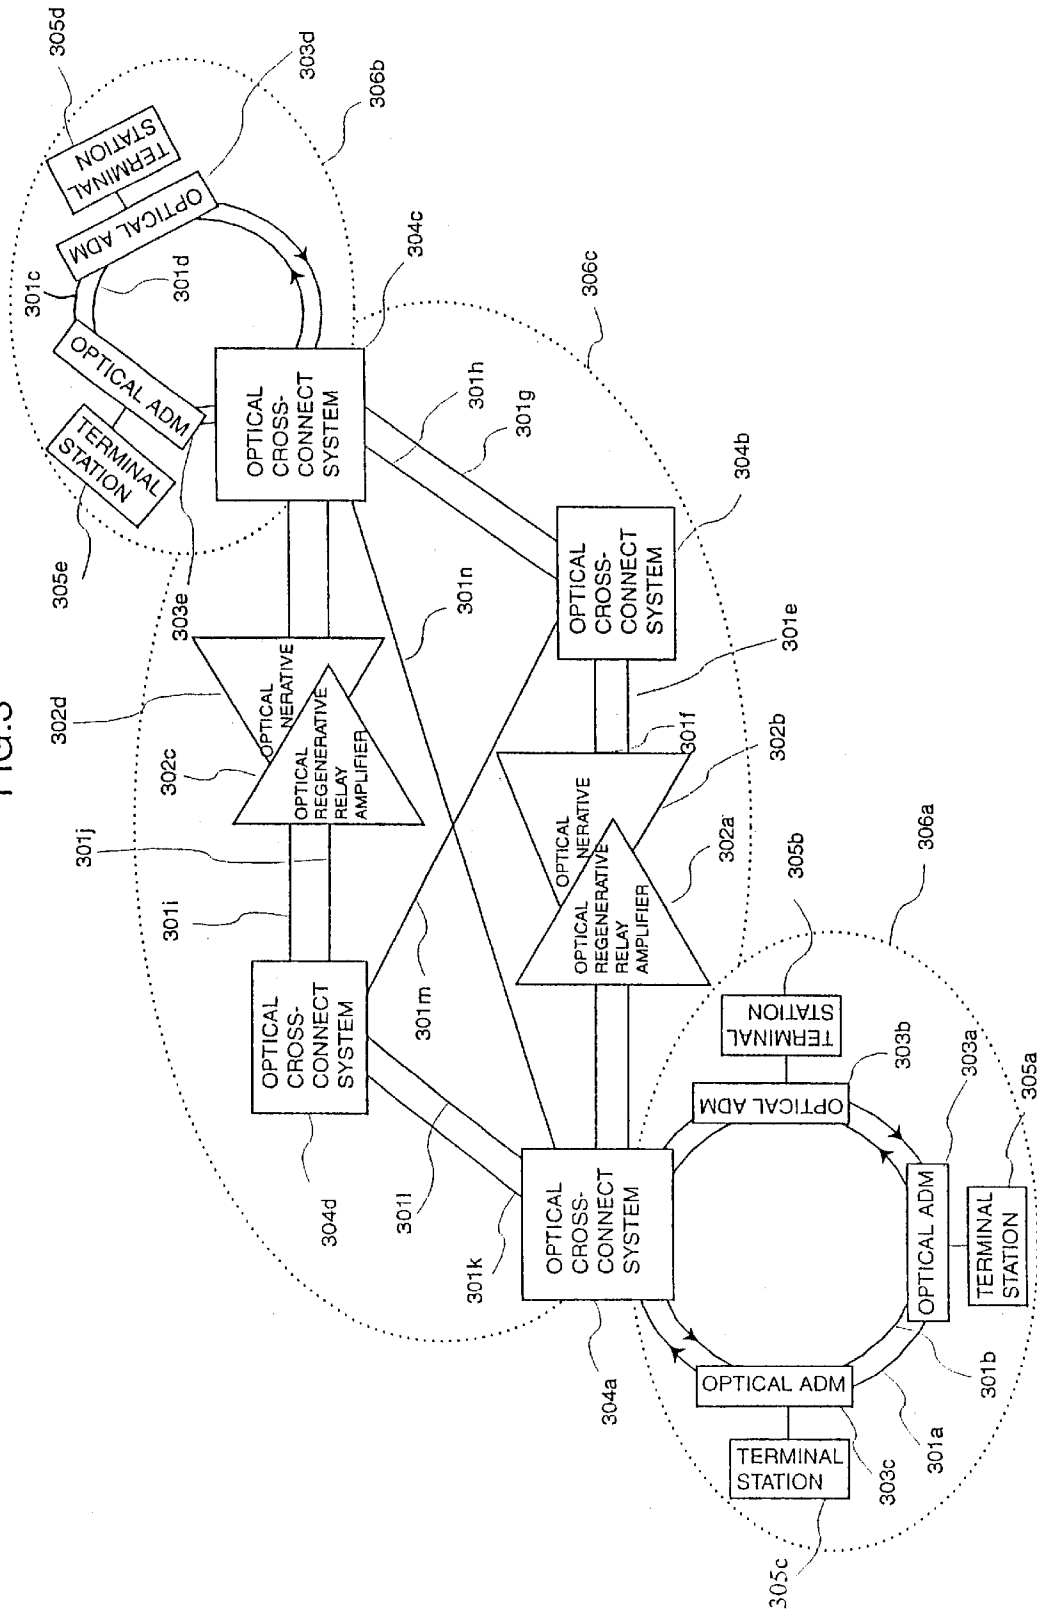 FIG.3
305d
TERMINAL
STATION
303d
OPTICAL ADM
306b
301c
301d
304c
OPTICAL ADM
TERMINAL
STATION
305e
303e
OPTICAL
CROSS-
CONNECT
SYSTEM
301h
301g
306c
304b
OPTICAL
CROSS-
CONNECT
SYSTEM
301n
302d
OPTICAL
NERATIVE
302c
OPTICAL
REGENERATIVE
RELAY
AMPLIFIER
301e
301f
302b
OPTICAL
NERATIVE
302a
OPTICAL
REGENERATIVE
RELAY
AMPLIFIER
301j
301i
301m
OPTICAL
CROSS-
CONNECT
SYSTEM
304d
301l
301k
OPTICAL
CROSS-
CONNECT
SYSTEM
304a
306a
305b
TERMINAL
STATION
303b
OPTICAL ADM
303a
OPTICAL ADM
305a
TERMINAL
STATION
301b
301a
OPTICAL ADM
303c
TERMINAL
STATION
305c